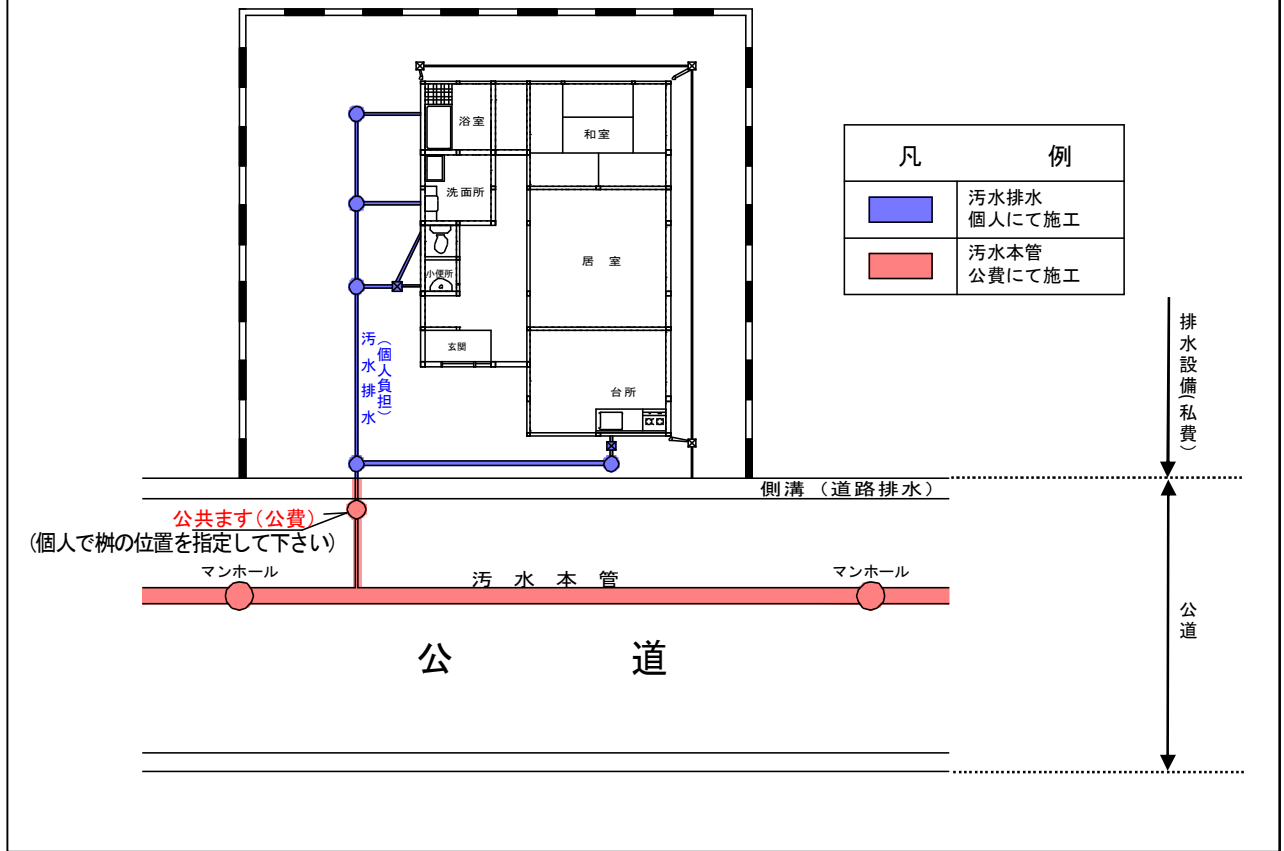 浴室
和室
洗面所
小便所
居室
玄関
台所
凡例
汚水排水
個人にて施工
汚水本管
公費にて施工
汚水排水
(個人負担)
排水設備(私費)
側溝(道路排水)
公共ます(公費)
(個人で桝の位置を指定して下さい)
マンホール
汚水本管
マンホール
公道
公道